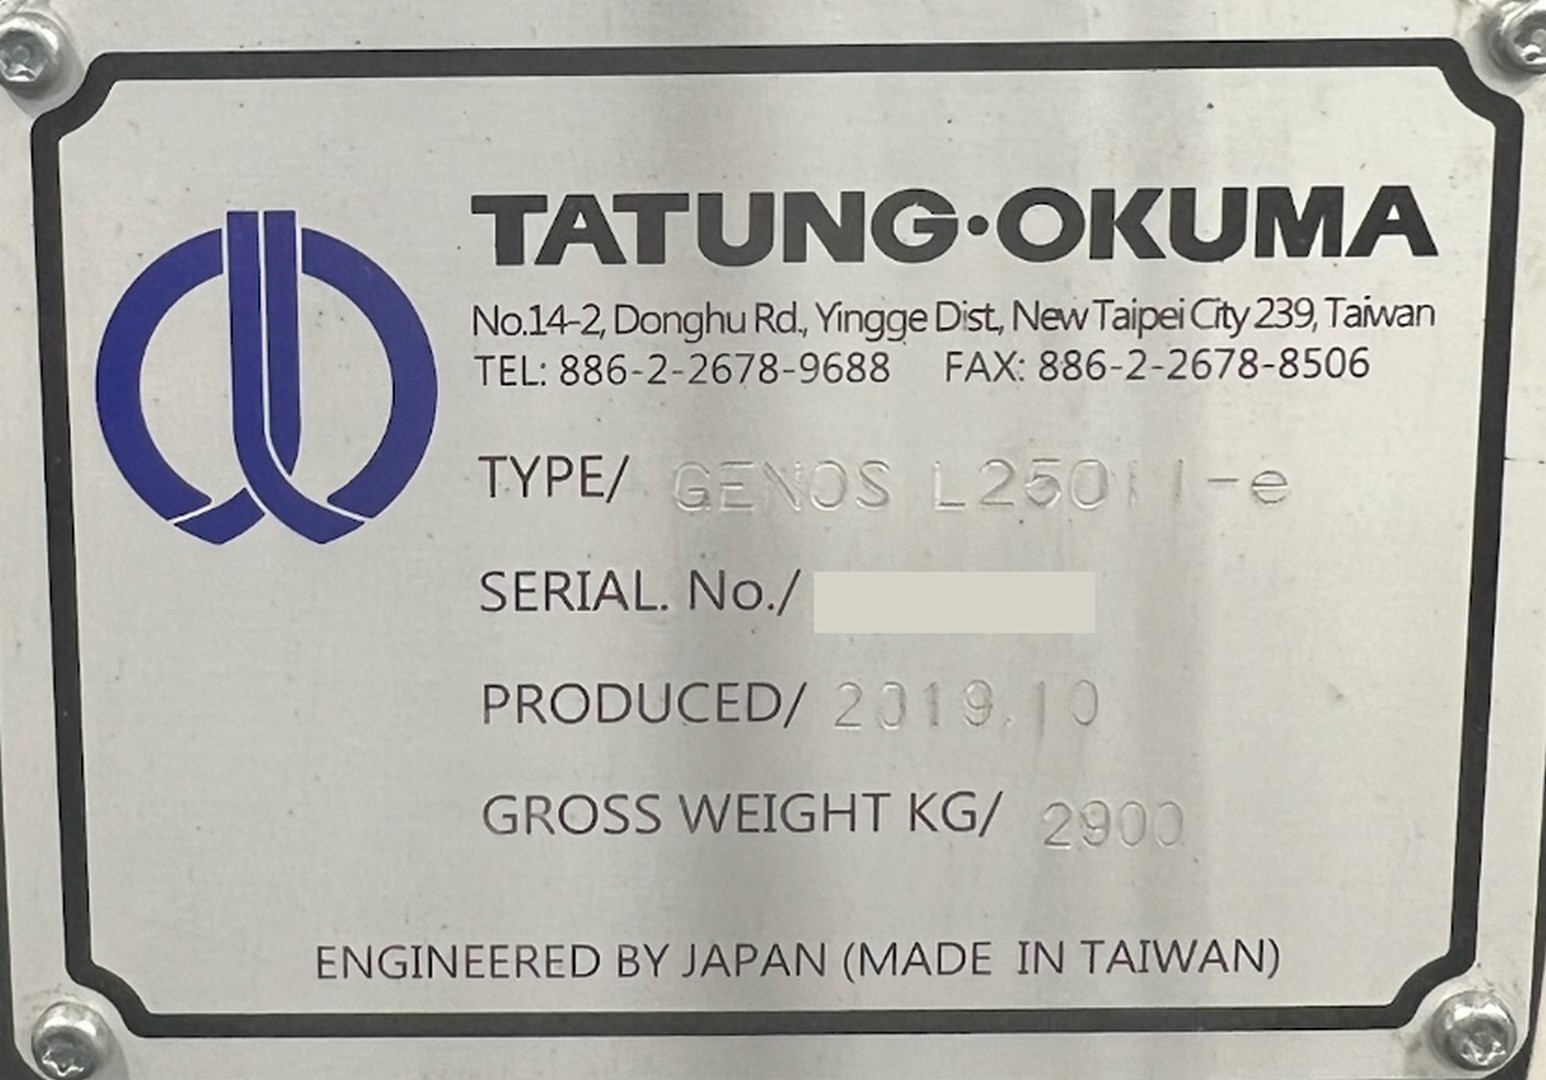 TATUNG·OKUMA
No.14-2, Donghu Rd., Yingge Dist., New Taipei City 239, Taiwan
TEL: 886-2-2678-9688 FAX: 886-2-2678-8506
TYPE/ GENOS L250II-e
SERIAL. No./
PRODUCED/ 2019.10
GROSS WEIGHT KG/ 2900
ENGINEERED BY JAPAN (MADE IN TAIWAN)